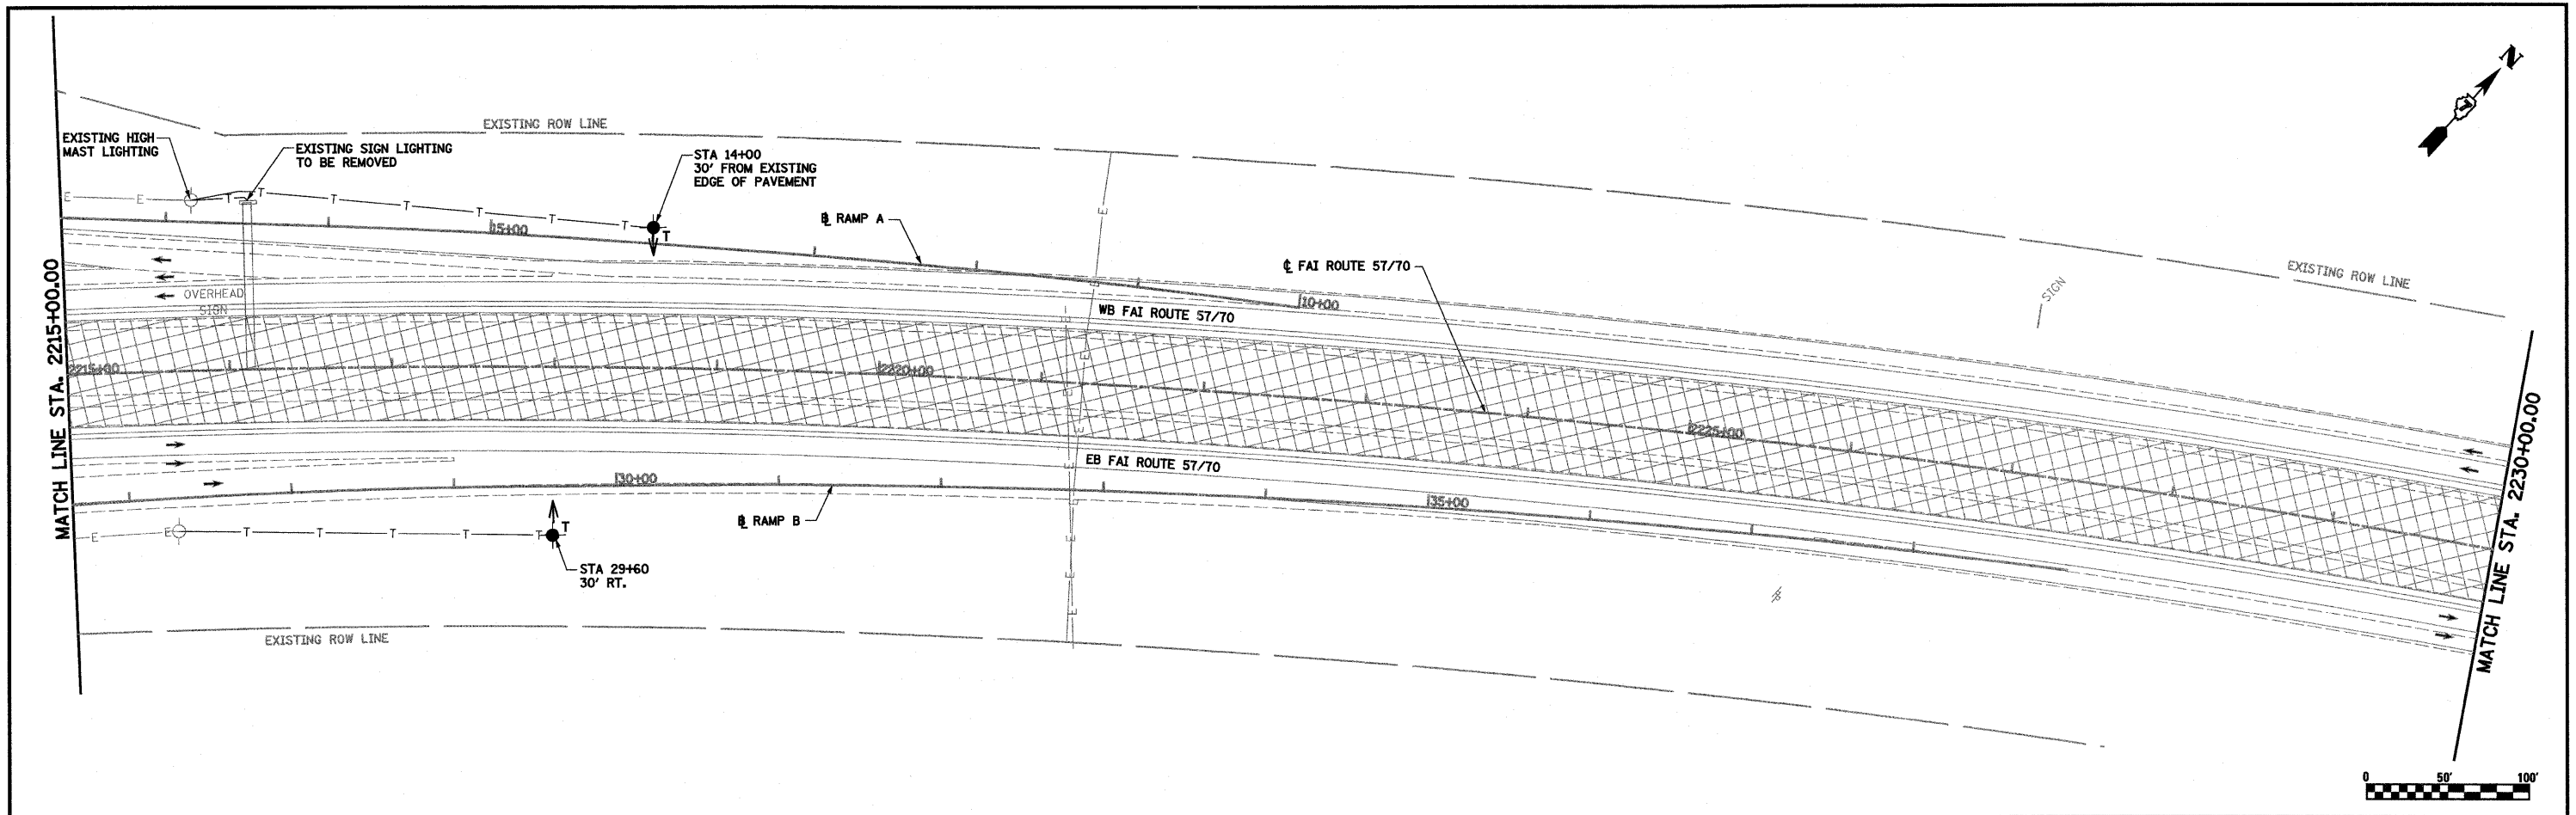 N
EXISTING ROW LINE
EXISTING HIGH
MAST LIGHTING
EXISTING SIGN LIGHTING
TO BE REMOVED
STA 14+00
30' FROM EXISTING
EDGE OF PAVEMENT
E E T T T T T T T T
T
15+00
℄ RAMP A
E
℄ FAI ROUTE 57/70
EXISTING ROW LINE
SIGN
OVERHEAD
SIGN
10+00
WB FAI ROUTE 57/70
MATCH LINE STA. 2215+00.00
2215+00
2220+00
2225+00
EB FAI ROUTE 57/70
30+00
35+00
℄ RAMP B
E E T T T T T
T
STA 29+60
30' RT.
EXISTING ROW LINE
MATCH LINE STA. 2230+00.00
0 50' 100'